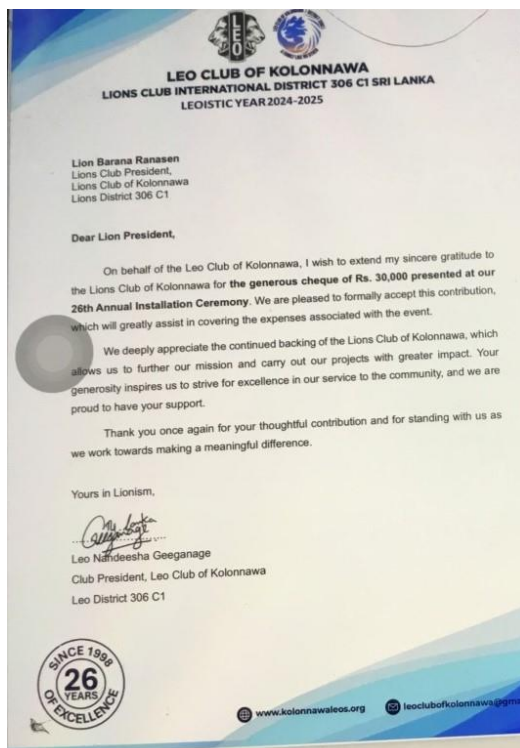 LEO
LEO CLUB OF KOLONNAWA
LIONS CLUB INTERNATIONAL DISTRICT 306 C1 SRI LANKA
LEOISTIC YEAR 2024-2025
Lion Barana Ranasen
Lions Club President,
Lions Club of Kolonnawa
Lions District 306 C1
Dear Lion President,
On behalf of the Leo Club of Kolonnawa, I wish to extend my sincere gratitude to
the Lions Club of Kolonnawa for the generous cheque of Rs. 30,000 presented at our
26th Annual Installation Ceremony. We are pleased to formally accept this contribution,
which will greatly assist in covering the expenses associated with the event.
We deeply appreciate the continued backing of the Lions Club of Kolonnawa, which
allows us to further our mission and carry out our projects with greater impact. Your
generosity inspires us to strive for excellence in our service to the community, and we are
proud to have your support.
Thank you once again for your thoughtful contribution and for standing with us as
we work towards making a meaningful difference.
Yours in Lionism,
Leo Nandeesha Geeganage
Club President, Leo Club of Kolonnawa
Leo District 306 C1
SINCE 1998
26
YEARS
OF EXCELLENCE
www.kolonnawaleos.org
leoclubofkolonnawa@gma